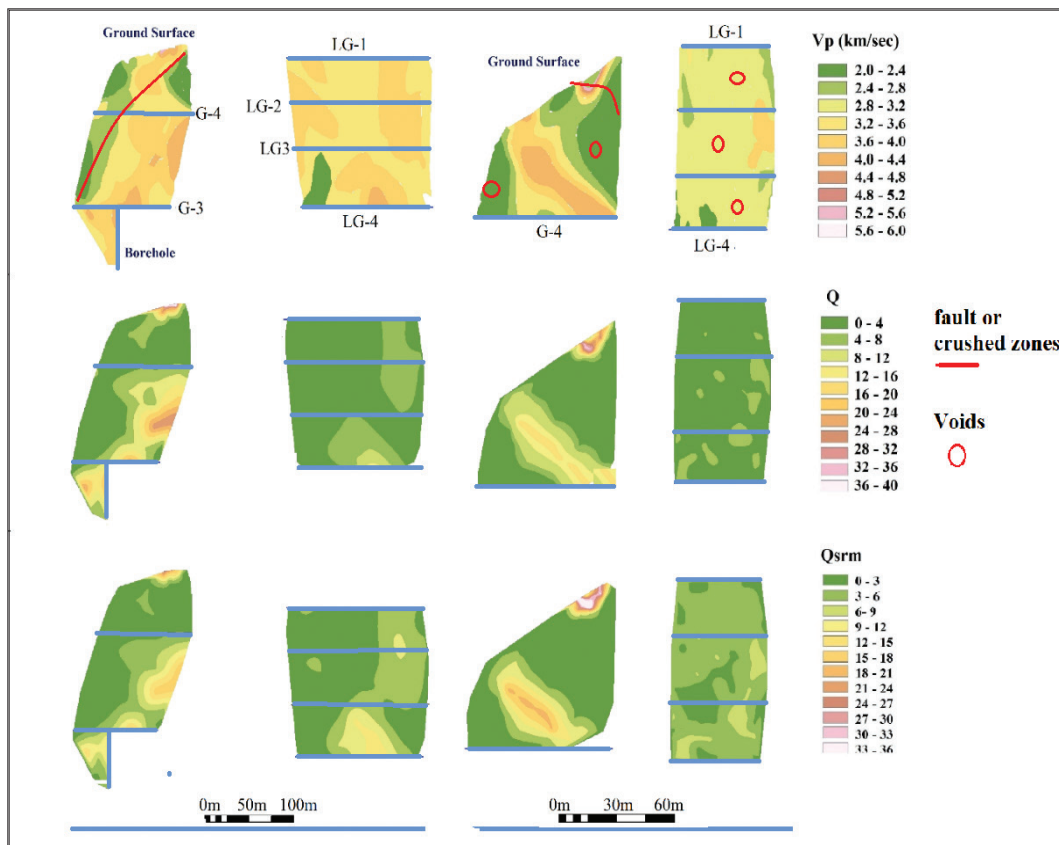 Ground Surface
G-4
G-3
Borehole
LG-1
LG-2
LG3
LG-4
Ground Surface
G-4
LG-1
LG-4
Vp (km/sec)
2.0 - 2.4
2.4 - 2.8
2.8 - 3.2
3.2 - 3.6
3.6 - 4.0
4.0 - 4.4
4.4 - 4.8
4.8 - 5.2
5.2 - 5.6
5.6 - 6.0
Q
0 - 4
4 - 8
8 - 12
12 - 16
16 - 20
20 - 24
24 - 28
28 - 32
32 - 36
36 - 40
fault or
crushed zones
Voids
Qsrm
0 - 3
3 - 6
6- 9
9 - 12
12 - 15
15 - 18
18 - 21
21 - 24
24 - 27
27 - 30
30 - 33
33 - 36
0m 50m 100m
0m 30m 60m